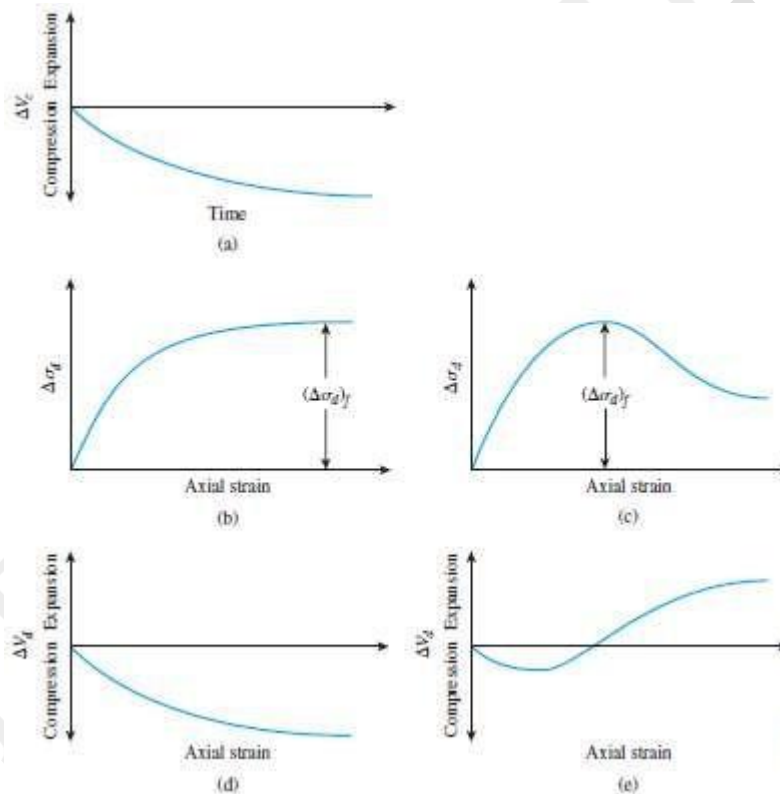 ΔV_c
Compression Expansion
Time
(a)
Δσ_d
(Δσ_d)_f
Axial strain
(b)
Δσ_d
(Δσ_d)_f
Axial strain
(c)
ΔV_d
Compression Expansion
Axial strain
(d)
ΔV_d
Compression Expansion
Axial strain
(e)